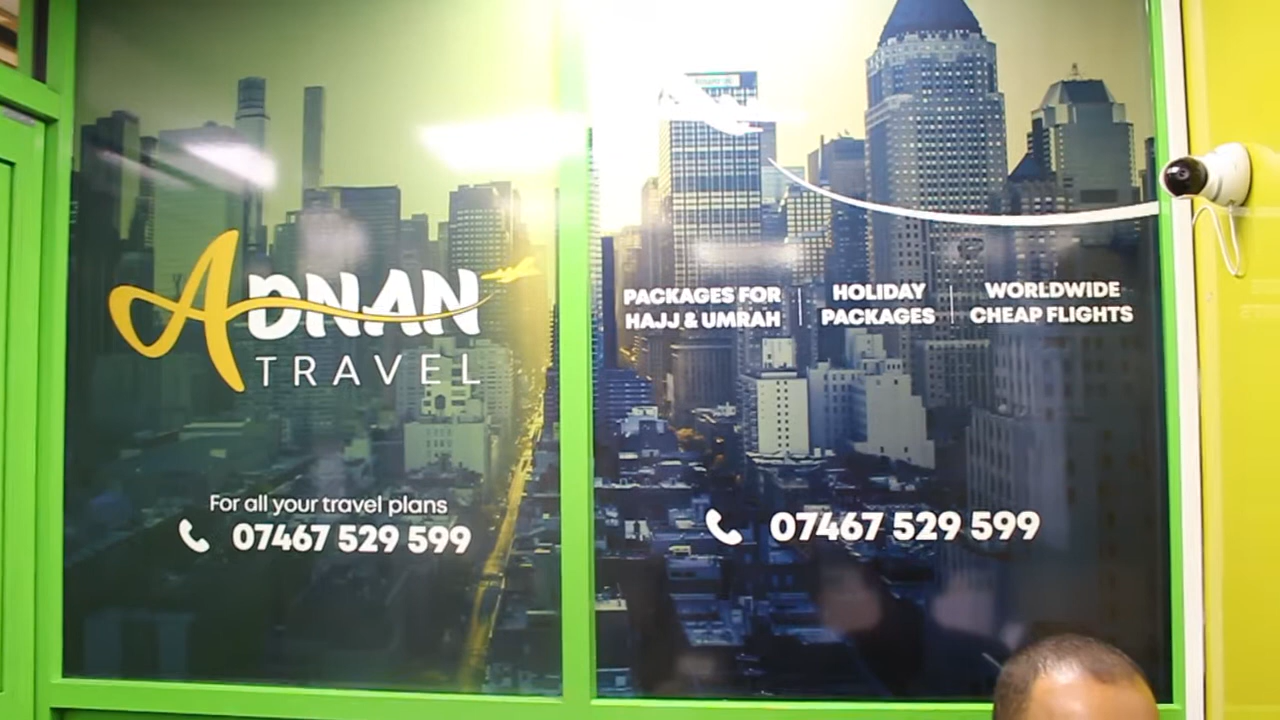 ADNAN
TRAVEL
For all your travel plans
07467 529 599
PACKAGES FOR
HAJJ & UMRAH
HOLIDAY
PACKAGES
WORLDWIDE
CHEAP FLIGHTS
07467 529 599